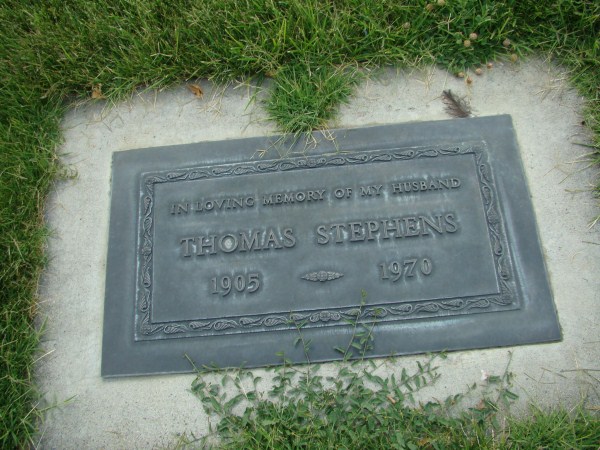 IN LOVING MEMORY OF MY HUSBAND
THOMAS STEPHENS
1905 1970